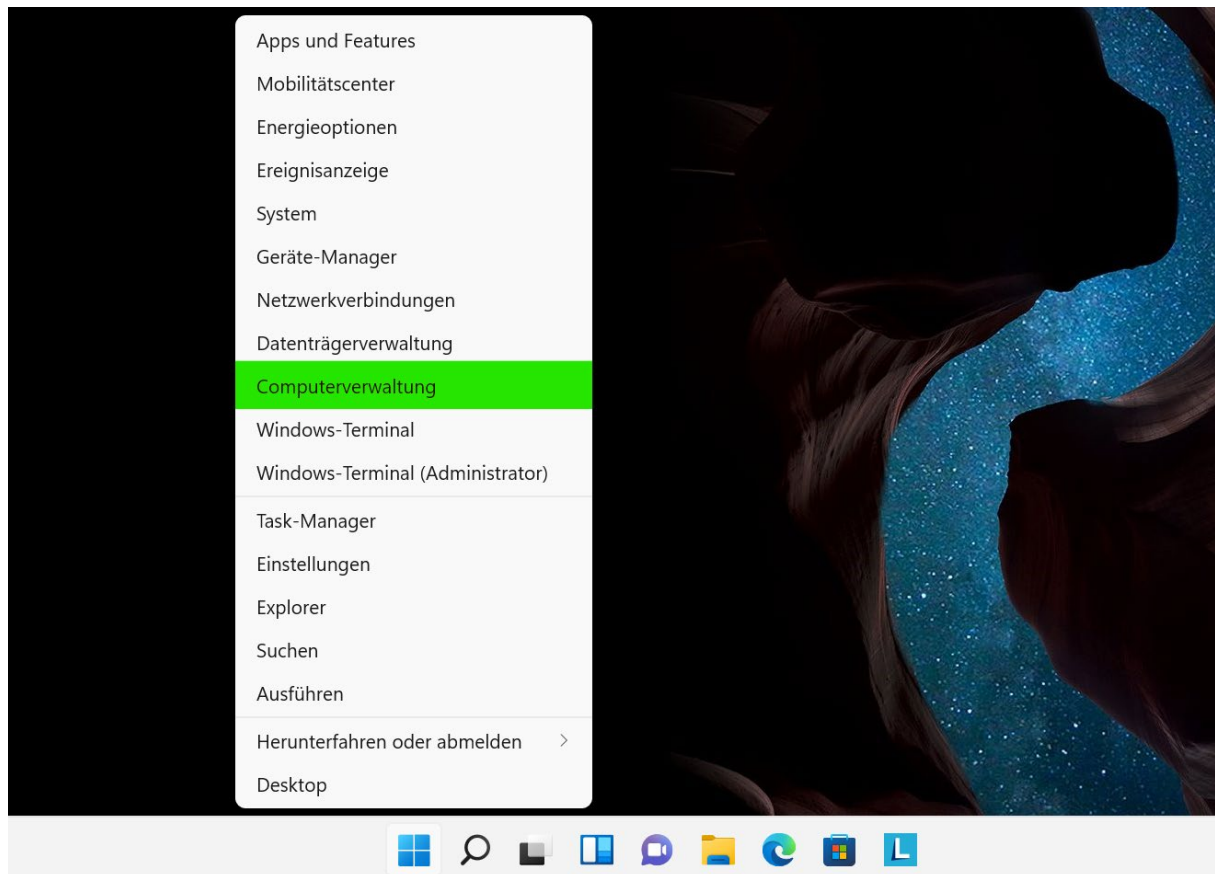 Apps und Features
Mobilitätscenter
Energieoptionen
Ereignisanzeige
System
Geräte-Manager
Netzwerkverbindungen
Datenträgerverwaltung
Computerverwaltung
Windows-Terminal
Windows-Terminal (Administrator)
Task-Manager
Einstellungen
Explorer
Suchen
Ausführen
Herunterfahren oder abmelden
Desktop
L